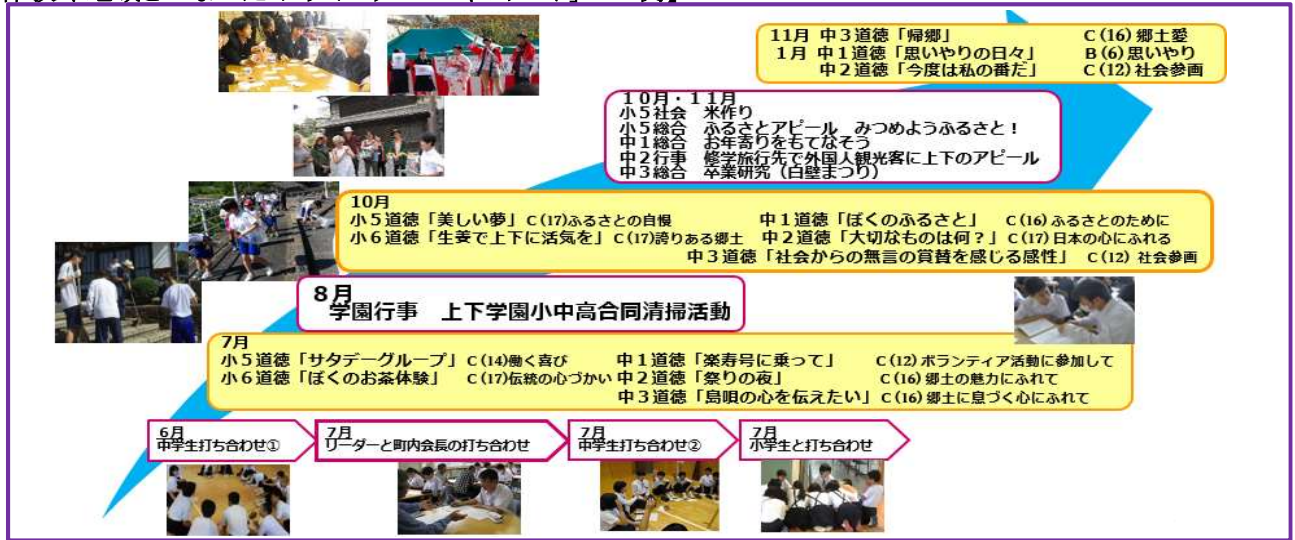 11月 中3道徳「帰郷」 C(16)郷土愛
1月 中1道徳「思いやりの日々」 B(6)思いやり
中2道徳「今度は私の番だ」 C(12)社会参画
10月・11月
小5社会 米作り
小5総合 ふるさとアピール みつめようふるさと！
中1総合 お年寄りをもてなそう
中2行事 修学旅行先で外国人観光客に上下のアピール
中3総合 卒業研究（白壁まつり）
10月
小5道徳「美しい夢」C(17)ふるさとの自慢 中1道徳「ぼくのふるさと」 C(16)ふるさとのために
小6道徳「生姜で上下に活気を」C(17)誇りある郷土 中2道徳「大切なものは何？」C(17)日本の心にふれる
中3道徳「社会からの無言の賞賛を感じる感性」 C(12) 社会参画
8月
学園行事 上下学園小中高合同清掃活動
7月
小5道徳「サタデーグループ」C(14)働く喜び 中1道徳「楽寿号に乗って」 C(12)ボランティア活動に参加して
小6道徳「ぼくのお茶体験」 C(17)伝統の心づかい 中2道徳「祭りの夜」 C(16)郷土の魅力にふれて
中3道徳「島唄の心を伝えたい」C(16)郷土に息づく心にふれて
6月
中学生打ち合わせ①
7月
リーダーと町内会長の打ち合わせ
7月
中学生打ち合わせ②
7月
小学生と打ち合わせ